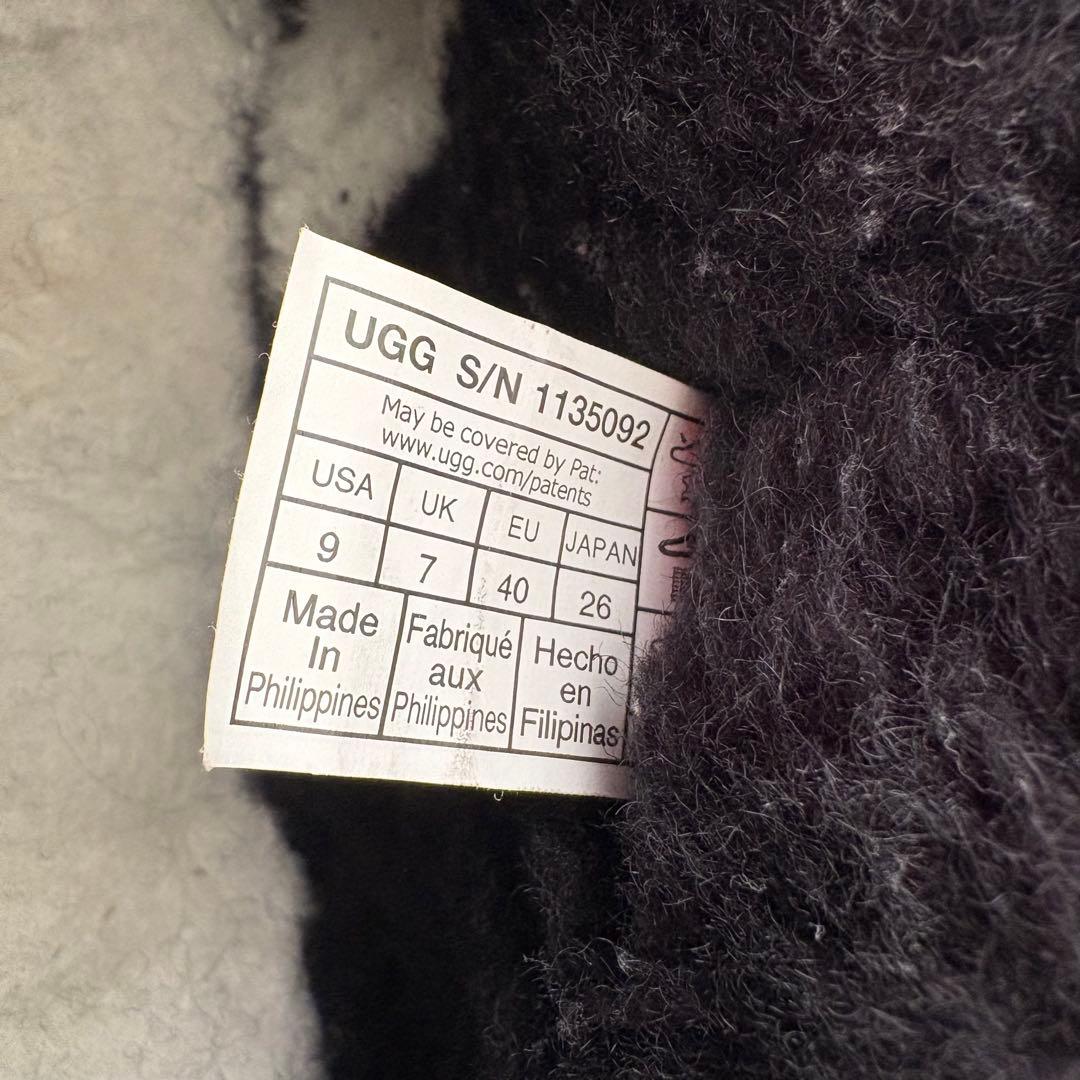 UGG S/N 1135092
May be covered by Pat:
www.ugg.com/patents
USA UK EU JAPAN
9 7 40 26
Made In Philippines
Fabriqué aux Philippines
Hecho en Filipinas